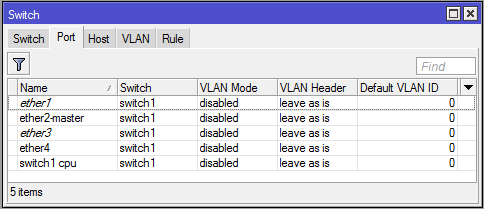 Switch
Switch Port Host VLAN Rule
Find
Name Switch VLAN Mode VLAN Header Default VLAN ID
ether1 switch1 disabled leave as is 0
ether2-master switch1 disabled leave as is 0
ether3 switch1 disabled leave as is 0
ether4 switch1 disabled leave as is 0
switch1 cpu switch1 disabled leave as is 0
5 items